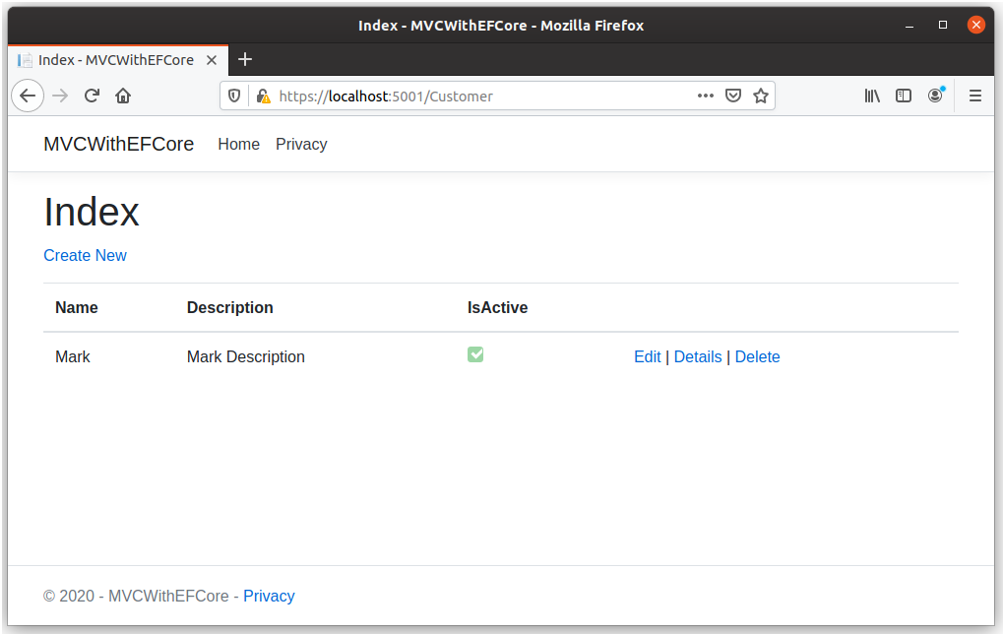 Index - MVCWithEFCore - Mozilla Firefox
Index - MVCWithEFCore
https://localhost:5001/Customer
MVCWithEFCore Home Privacy
Index
Create New
Name Description IsActive
Mark Mark Description Edit | Details | Delete
© 2020 - MVCWithEFCore - Privacy